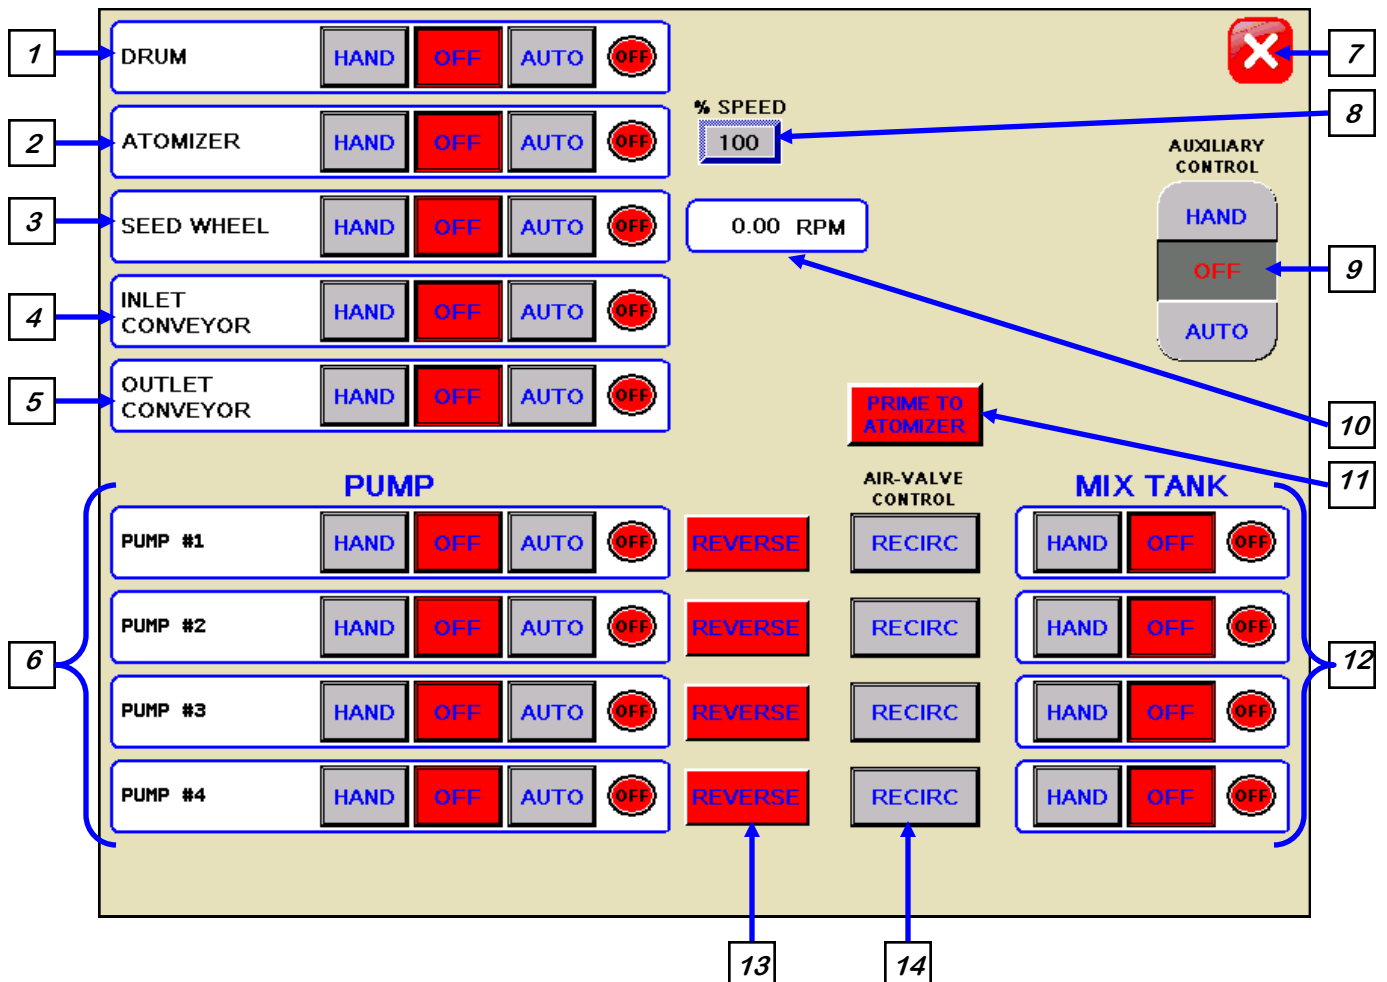 1
DRUM HAND OFF AUTO OFF
7
% SPEED
8
2
ATOMIZER HAND OFF AUTO OFF
100
AUXILIARY
CONTROL
3
SEED WHEEL HAND OFF AUTO OFF
0.00 RPM
HAND
OFF
AUTO
9
4
INLET
CONVEYOR
HAND OFF AUTO OFF
5
OUTLET
CONVEYOR
HAND OFF AUTO OFF
PRIME TO
ATOMIZER
10
11
PUMP
AIR-VALVE
CONTROL
MIX TANK
PUMP #1 HAND OFF AUTO OFF REVERSE RECIRC HAND OFF OFF
PUMP #2 HAND OFF AUTO OFF REVERSE RECIRC HAND OFF OFF
6
12
PUMP #3 HAND OFF AUTO OFF REVERSE RECIRC HAND OFF OFF
PUMP #4 HAND OFF AUTO OFF REVERSE RECIRC HAND OFF OFF
13
14